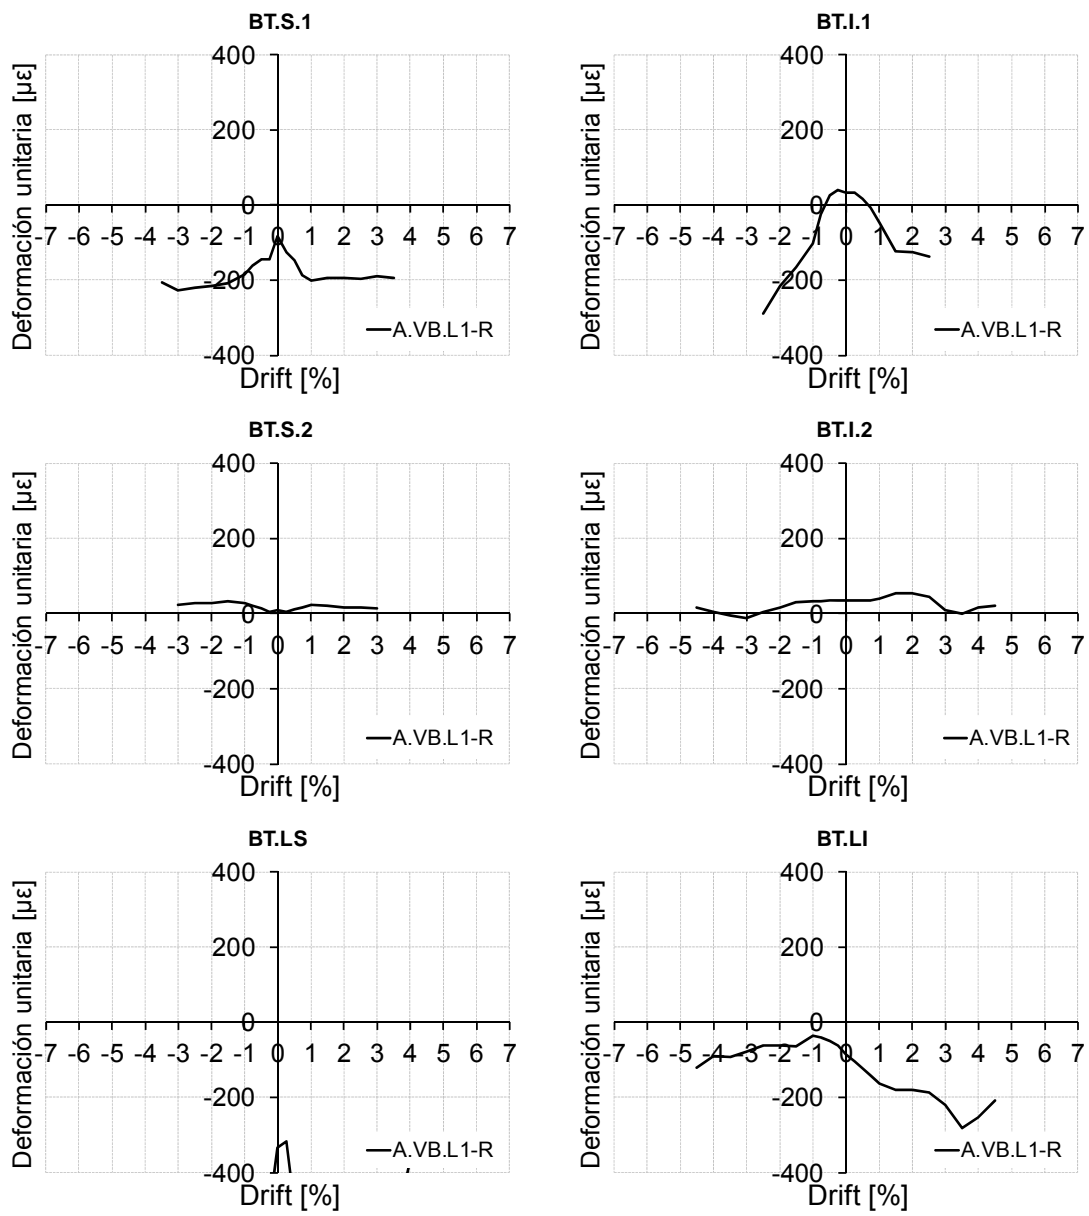 BT.S.1
Deformación unitaria [µε]
400
200
0
-7 -6 -5 -4 -3 -2 -1 0 1 2 3 4 5 6 7
-200
A.VB.L1-R
-400
Drift [%]
BT.I.1
Deformación unitaria [µε]
400
200
0
-7 -6 -5 -4 -3 -2 -1 0 1 2 3 4 5 6 7
-200
A.VB.L1-R
-400
Drift [%]
BT.S.2
Deformación unitaria [µε]
400
200
0
-7 -6 -5 -4 -3 -2 -1 0 1 2 3 4 5 6 7
-200
A.VB.L1-R
-400
Drift [%]
BT.I.2
Deformación unitaria [µε]
400
200
0
-7 -6 -5 -4 -3 -2 -1 0 1 2 3 4 5 6 7
-200
A.VB.L1-R
-400
Drift [%]
BT.LS
Deformación unitaria [µε]
400
200
0
-7 -6 -5 -4 -3 -2 -1 0 1 2 3 4 5 6 7
-200
A.VB.L1-R
-400
Drift [%]
BT.LI
Deformación unitaria [µε]
400
200
0
-7 -6 -5 -4 -3 -2 -1 0 1 2 3 4 5 6 7
-200
A.VB.L1-R
-400
Drift [%]